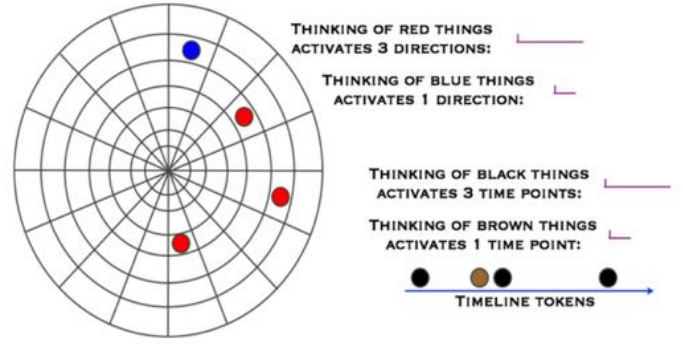 THINKING OF RED THINGS
ACTIVATES 3 DIRECTIONS:
THINKING OF BLUE THINGS
ACTIVATES 1 DIRECTION:
THINKING OF BLACK THINGS
ACTIVATES 3 TIME POINTS:
THINKING OF BROWN THINGS
ACTIVATES 1 TIME POINT:
TIMELINE TOKENS